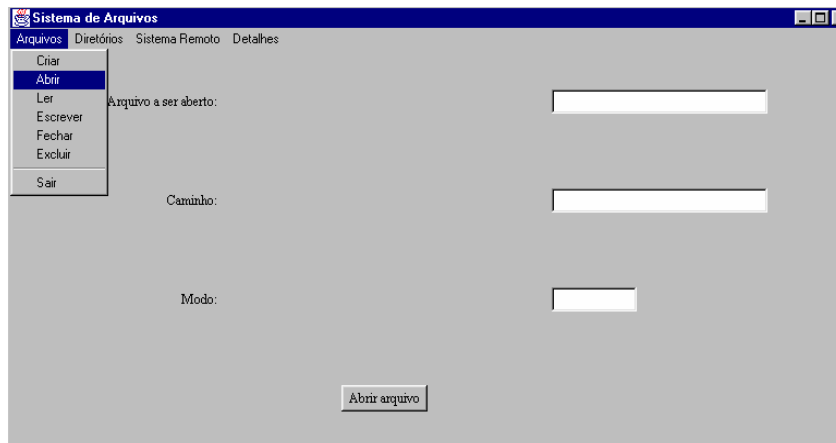 Sistema de Arquivos
Arquivos Diretórios Sistema Remoto Detalhes
Criar
Abrir
Ler
Escrever
Fechar
Excluir
Sair
Arquivo a ser aberto:
Caminho:
Modo:
Abrir arquivo